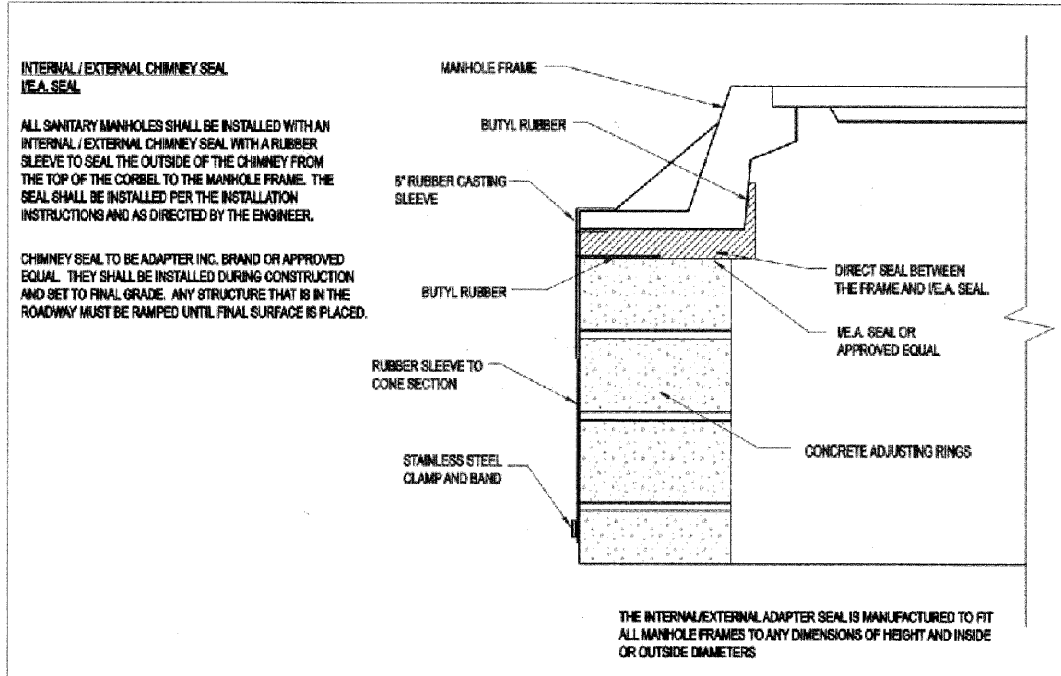 INTERNAL / EXTERNAL CHIMNEY SEAL
I/E.A. SEAL
ALL SANITARY MANHOLES SHALL BE INSTALLED WITH AN
INTERNAL / EXTERNAL CHIMNEY SEAL WITH A RUBBER
SLEEVE TO SEAL THE OUTSIDE OF THE CHIMNEY FROM
THE TOP OF THE CORBEL TO THE MANHOLE FRAME. THE
SEAL SHALL BE INSTALLED PER THE INSTALLATION
INSTRUCTIONS AND AS DIRECTED BY THE ENGINEER.
CHIMNEY SEAL TO BE ADAPTER INC. BRAND OR APPROVED
EQUAL. THEY SHALL BE INSTALLED DURING CONSTRUCTION
AND SET TO FINAL GRADE. ANY STRUCTURE THAT IS IN THE
ROADWAY MUST BE RAMPED UNTIL FINAL SURFACE IS PLACED.
MANHOLE FRAME
BUTYL RUBBER
6" RUBBER CASTING
SLEEVE
BUTYL RUBBER
RUBBER SLEEVE TO
CONE SECTION
STAINLESS STEEL
CLAMP AND BAND
DIRECT SEAL BETWEEN
THE FRAME AND I/E.A. SEAL.
I/E.A. SEAL OR
APPROVED EQUAL
CONCRETE ADJUSTING RINGS
THE INTERNAL/EXTERNAL ADAPTER SEAL IS MANUFACTURED TO FIT
ALL MANHOLE FRAMES TO ANY DIMENSIONS OF HEIGHT AND INSIDE
OR OUTSIDE DIAMETERS